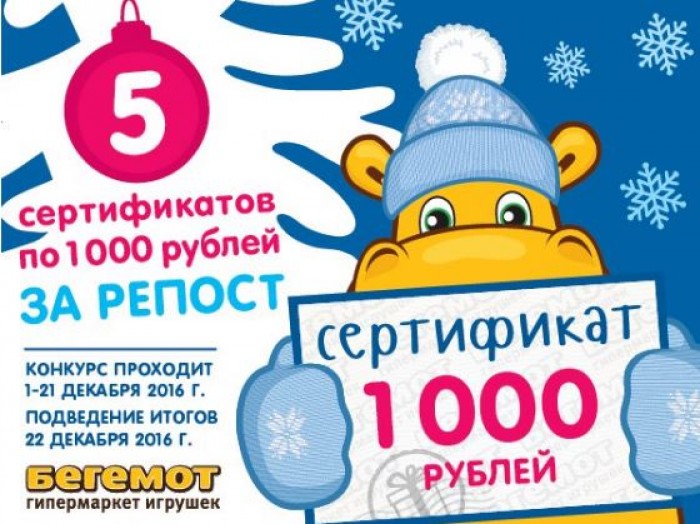 5
сертификатов
по 1000 рублей
ЗА РЕПОСТ
КОНКУРС ПРОХОДИТ
1-21 ДЕКАБРЯ 2016 Г.
ПОДВЕДЕНИЕ ИТОГОВ
22 ДЕКАБРЯ 2016 Г.
БЕГЕМОТ
гипермаркет игрушек
сертификат
1000
РУБЛЕЙ